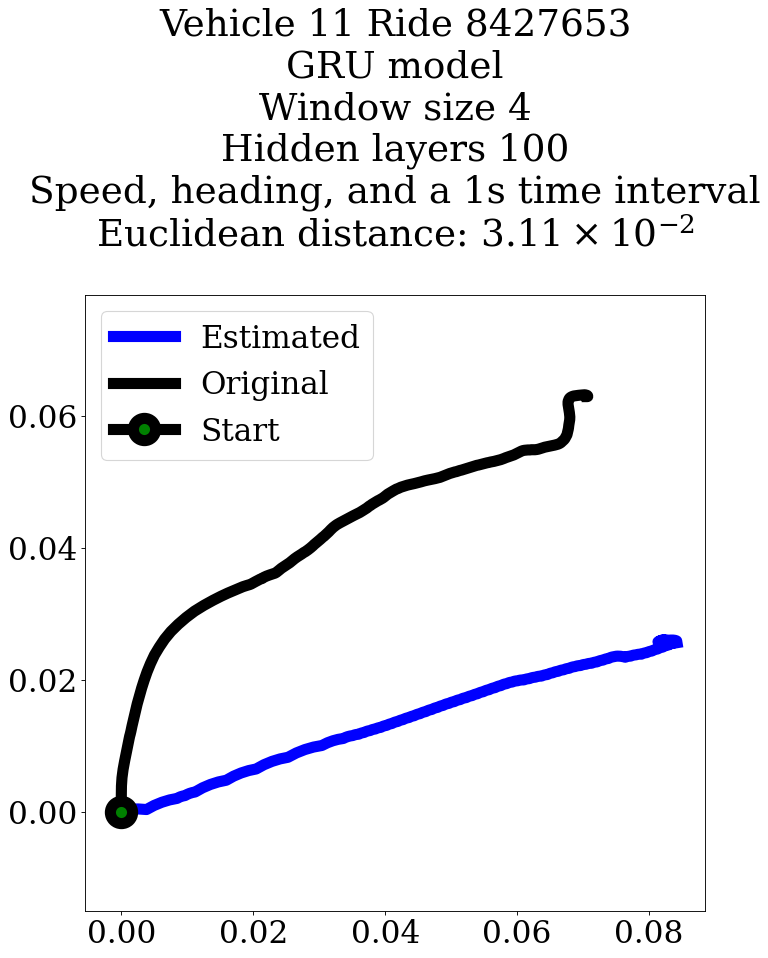 Vehicle 11 Ride 8427653
GRU model
Window size 4
Hidden layers 100
Speed, heading, and a 1s time interval
Euclidean distance: 3.11 × 10⁻²
Estimated
Original
Start
0.06
0.04
0.02
0.00
0.00 0.02 0.04 0.06 0.08